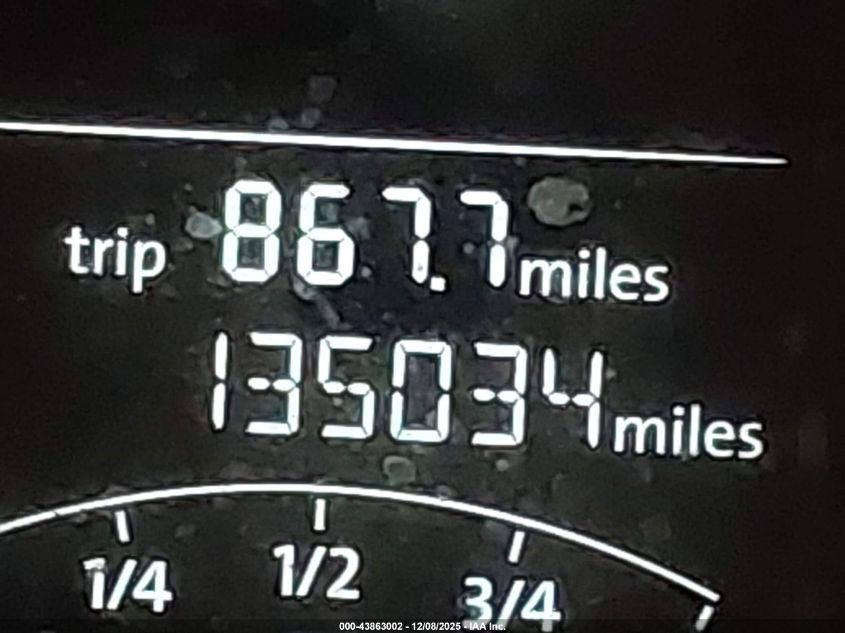 trip 867.7 miles
135034 miles
1/4 1/2 3/4
000-43863002 - 12/08/2025 - IAA Inc.